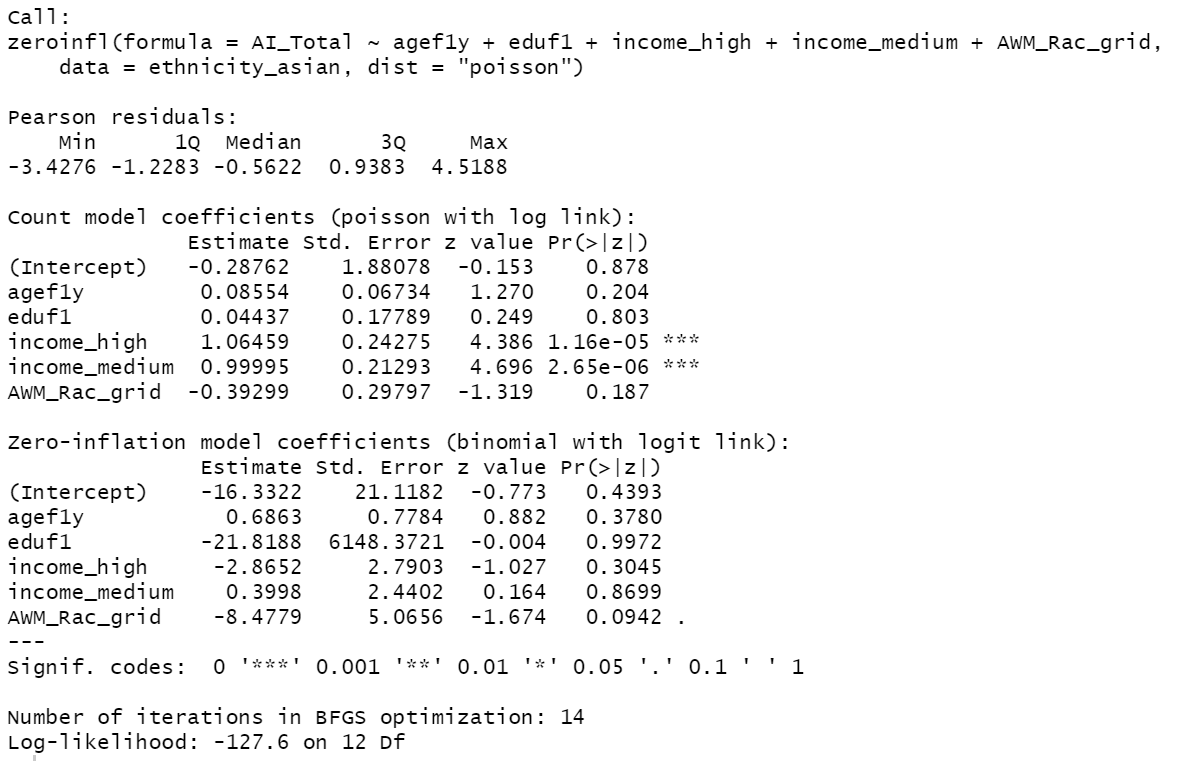 Call:
zeroinfl(formula = AI_Total ~ agef1y + eduf1 + income_high + income_medium + AWM_Rac_grid,
    data = ethnicity_asian, dist = "poisson")

Pearson residuals:
    Min      1Q  Median      3Q     Max
-3.4276 -1.2283 -0.5622  0.9383  4.5188

Count model coefficients (poisson with log link):
              Estimate Std. Error z value Pr(>|z|)
(Intercept)   -0.28762    1.88078  -0.153    0.878
agef1y         0.08554    0.06734   1.270    0.204
eduf1          0.04437    0.17789   0.249    0.803
income_high    1.06459    0.24275   4.386 1.16e-05 ***
income_medium  0.99995    0.21293   4.696 2.65e-06 ***
AWM_Rac_grid  -0.39299    0.29797  -1.319    0.187

Zero-inflation model coefficients (binomial with logit link):
               Estimate Std. Error z value Pr(>|z|)
(Intercept)    -16.3322    21.1182  -0.773   0.4393
agef1y           0.6863     0.7784   0.882   0.3780
eduf1          -21.8188  6148.3721  -0.004   0.9972
income_high     -2.8652     2.7903  -1.027   0.3045
income_medium    0.3998     2.4402   0.164   0.8699
AWM_Rac_grid    -8.4779     5.0656  -1.674   0.0942 .
---
Signif. codes:  0 '***' 0.001 '**' 0.01 '*' 0.05 '.' 0.1 ' ' 1

Number of iterations in BFGS optimization: 14
Log-likelihood: -127.6 on 12 Df